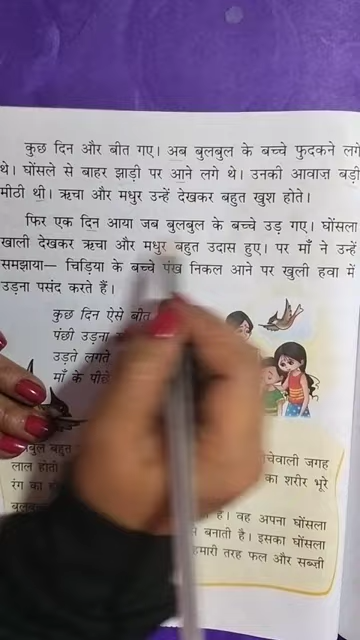 कुछ दिन और बीत गए। अब बुलबुल के बच्चे फुदकने लगे
थे। घोंसले से बाहर झाड़ी पर आने लगे थे। उनकी आवाज़ बड़ी
मीठी थी। ऋचा और मधुर उन्हें देखकर बहुत खुश होते।
फिर एक दिन आया जब बुलबुल के बच्चे उड़ गए। घोंसला
खाली देखकर ऋचा और मधुर बहुत उदास हुए। पर माँ ने उन्हें
समझाया— चिड़िया के बच्चे पंख निकल आने पर खुली हवा में
उड़ना पसंद करते हैं।
कुछ दिन ऐसे बीत
पंछी उड़ना
उड़ते लगते
माँ के पीछे
बहुत
चेवाली जगह
लाल होती
का शरीर भूरे
रंग का
है। वह अपना घोंसला
बनाती है। इसका घोंसला
हमारी तरह फल और सब्ज़ी